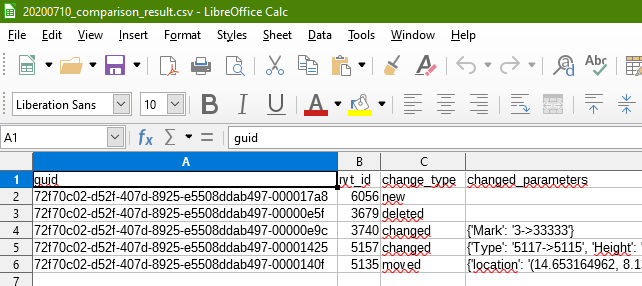 20200710_comparison_result.csv - LibreOffice Calc
File Edit View Insert Format Styles Sheet Data Tools Window Help
Abc
Liberation Sans 10 B I U A
A1 fx Σ = guid
A B C
1 guid rvt_id change_type changed_parameters
2 72f70c02-d52f-407d-8925-e5508ddab497-000017a8 6056 new
3 72f70c02-d52f-407d-8925-e5508ddab497-00000e5f 3679 deleted
4 72f70c02-d52f-407d-8925-e5508ddab497-00000e9c 3740 changed {'Mark': '3->33333'}
5 72f70c02-d52f-407d-8925-e5508ddab497-00001425 5157 changed {'Type': '5117->5115', 'Height': '
6 72f70c02-d52f-407d-8925-e5508ddab497-0000140f 5135 moved {'location': '(14.653164962, 8.1
7